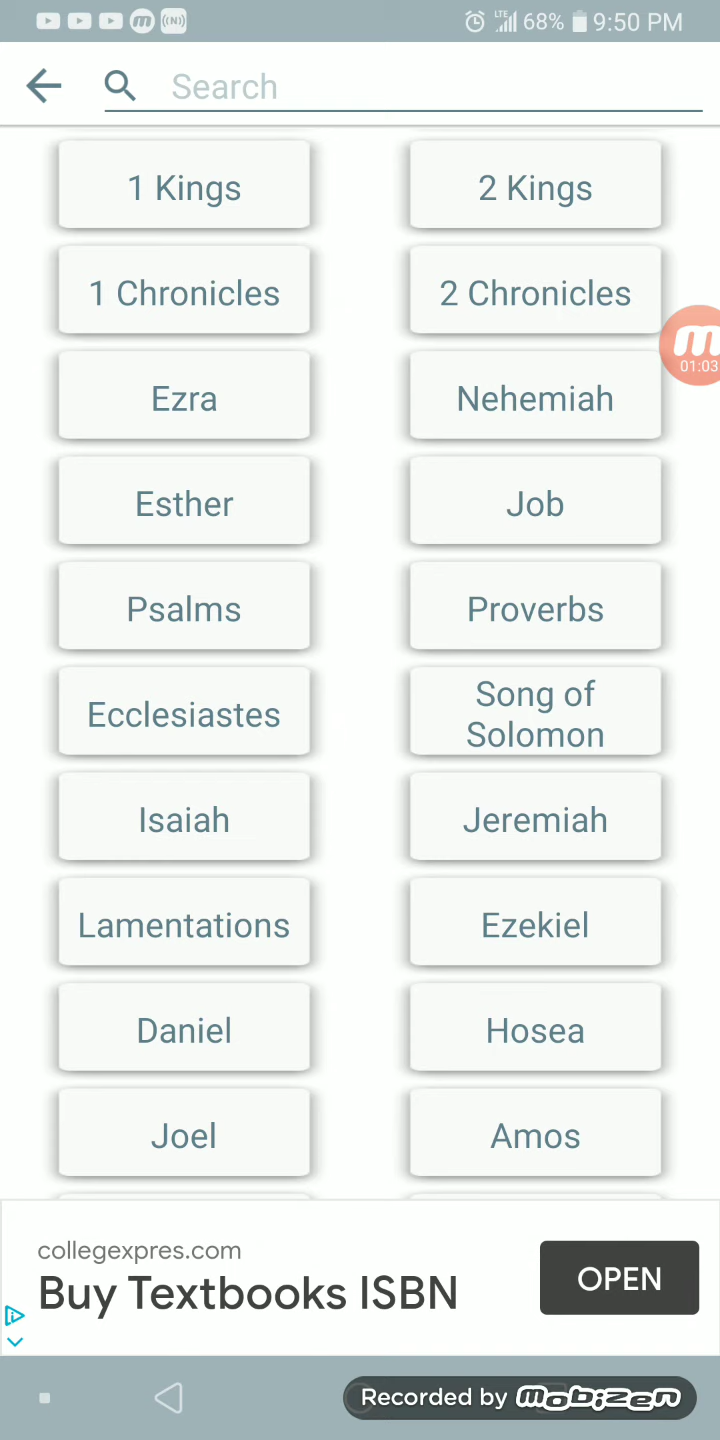 (N)
LTE 68% 9:50 PM
Search
1 Kings
2 Kings
1 Chronicles
2 Chronicles
m
01:03
Ezra
Nehemiah
Esther
Job
Psalms
Proverbs
Ecclesiastes
Song of
Solomon
Isaiah
Jeremiah
Lamentations
Ezekiel
Daniel
Hosea
Joel
Amos
collegexpres.com
Buy Textbooks ISBN
OPEN
Recorded by mobizen